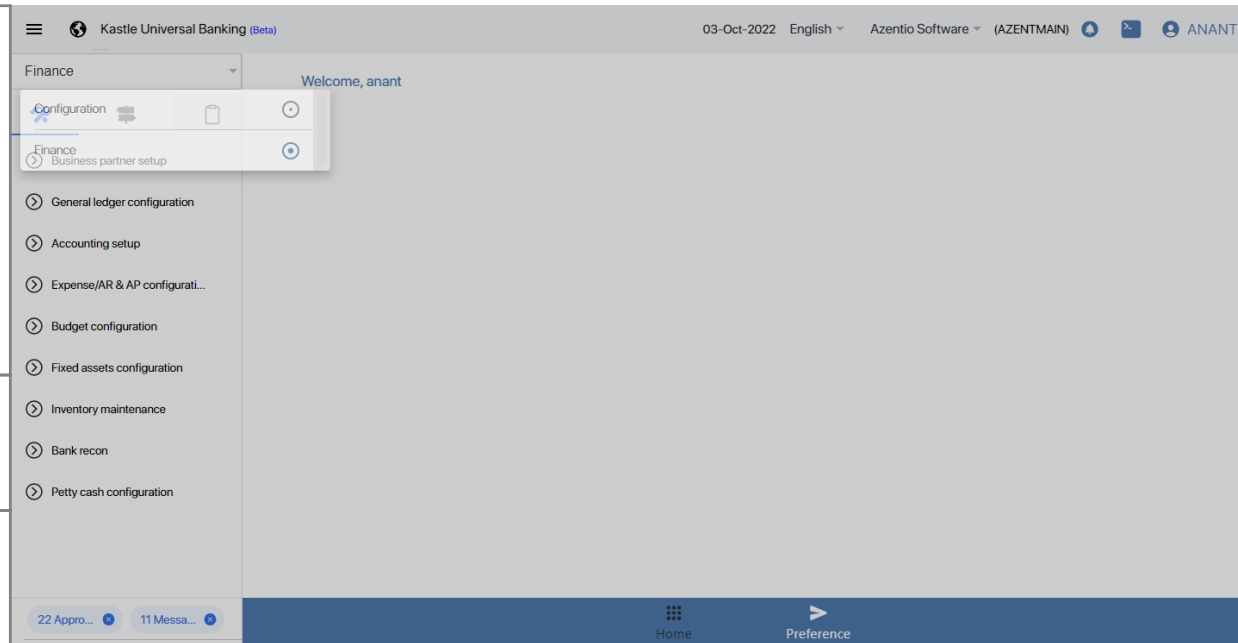 Kastle Universal Banking (Beta)
03-Oct-2022 English Azentio Software (AZENTMAIN) ANANT
Finance
Welcome, anant
Configuration
Finance
Business partner setup
General ledger configuration
Accounting setup
Expense/AR & AP configurati...
Budget configuration
Fixed assets configuration
Inventory maintenance
Bank recon
Petty cash configuration
22 Appro... 11 Messa...
Home Preference